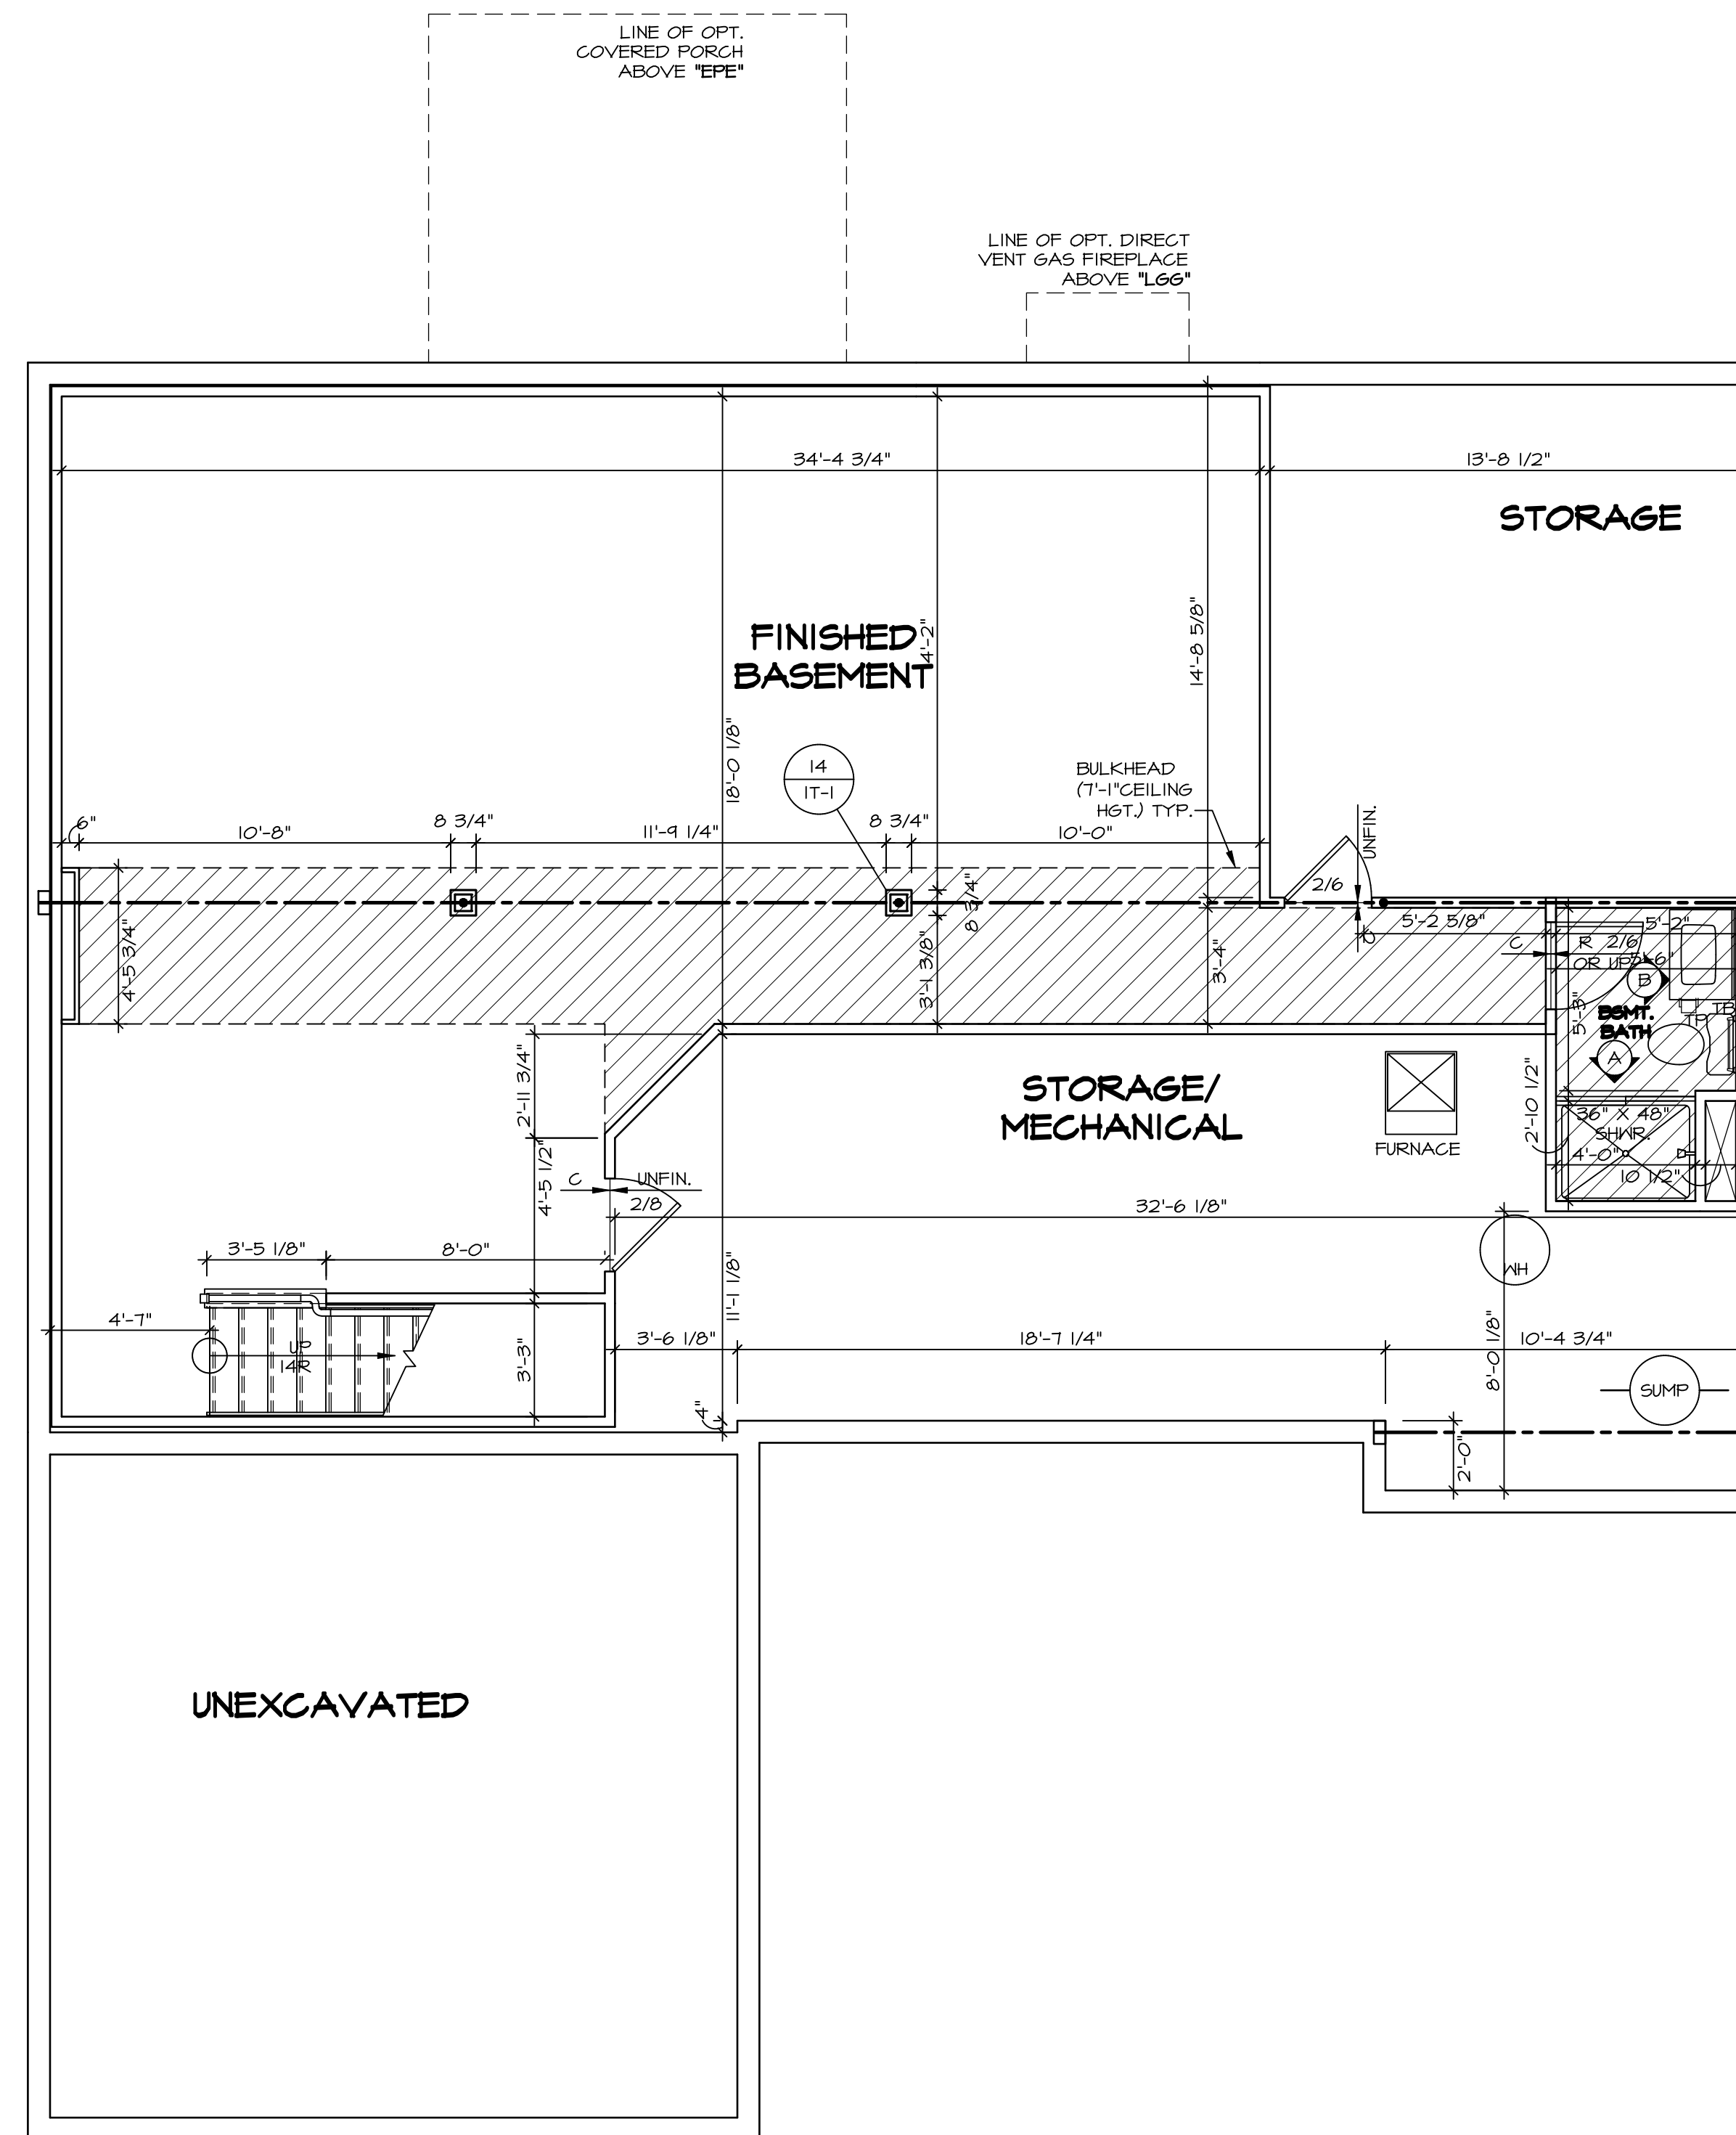 LINE OF OPT.
COVERED PORCH
ABOVE "EPE"
LINE OF OPT. DIRECT
VENT GAS FIREPLACE
ABOVE "LGG"
34'-4 3/4"
13'-8 1/2"
STORAGE
FINISHED
BASEMENT
4'-2"
14'-8 5/8"
18'-0 1/8"
14
1T-1
BULKHEAD
(7'-1"CEILING
HGT.) TYP.
6"
10'-8"
8 3/4"
11'-9 1/4"
8 3/4"
10'-0"
UNFIN.
2/6
C
8 3/4"
4'-5 3/4"
3'-1 3/8"
3'-4"
5'-2 5/8"
5'-2"
C
R 2/6
OR UP
5'-6"
B
5'-3"
BSMT.
BATH
TP
TB
A
2'-11 3/4"
STORAGE/
MECHANICAL
FURNACE
2'-10 1/2"
36" X 48"
SHWR.
4'-0"
10 1/2"
4'-5 1/2"
C
UNFIN.
2/8
32'-6 1/8"
3'-5 1/8"
8'-0"
WH
11'-1 1/8"
4'-7"
UP
14R
3'-3"
3'-6 1/8"
18'-7 1/4"
10'-4 3/4"
8'-0 1/8"
SUMP
4"
2'-0"
UNEXCAVATED